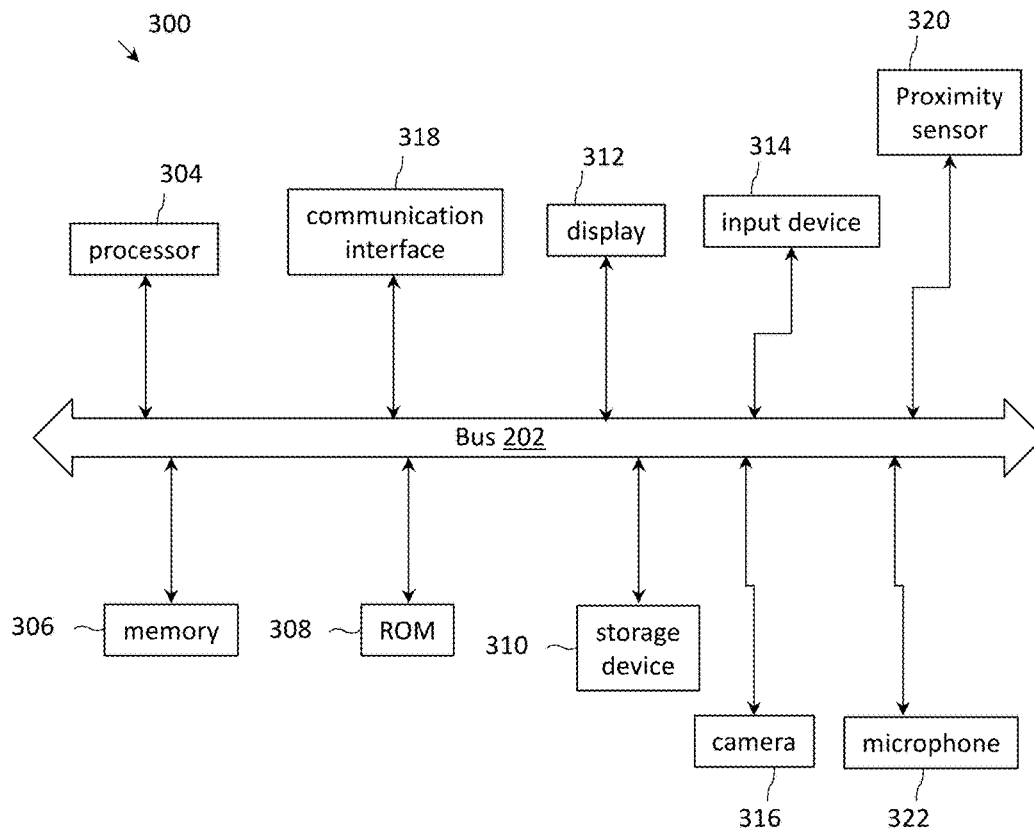 300
320
Proximity
sensor
318
312
314
304
communication
interface
display
input device
processor
Bus 202
306
memory
308
ROM
310
storage
device
camera
microphone
316
322